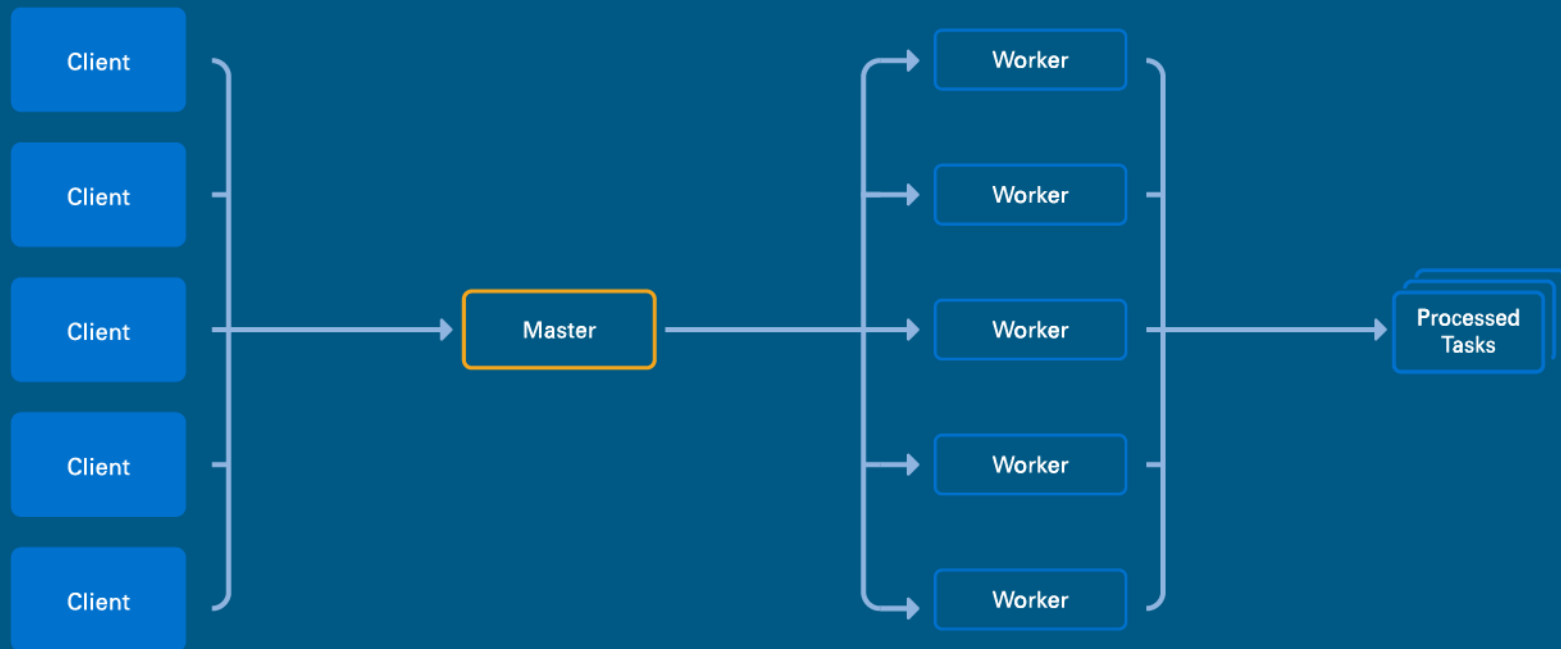 Client
Client
Client
Client
Client
Master
Worker
Worker
Worker
Worker
Worker
Processed
Tasks